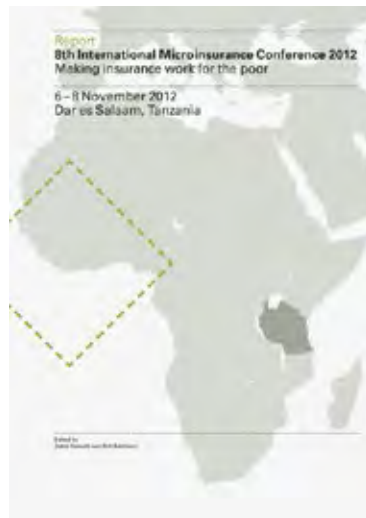 Report
8th International Microinsurance Conference 2012
Making insurance work for the poor
6–8 November 2012
Dar es Salaam, Tanzania
Edited by